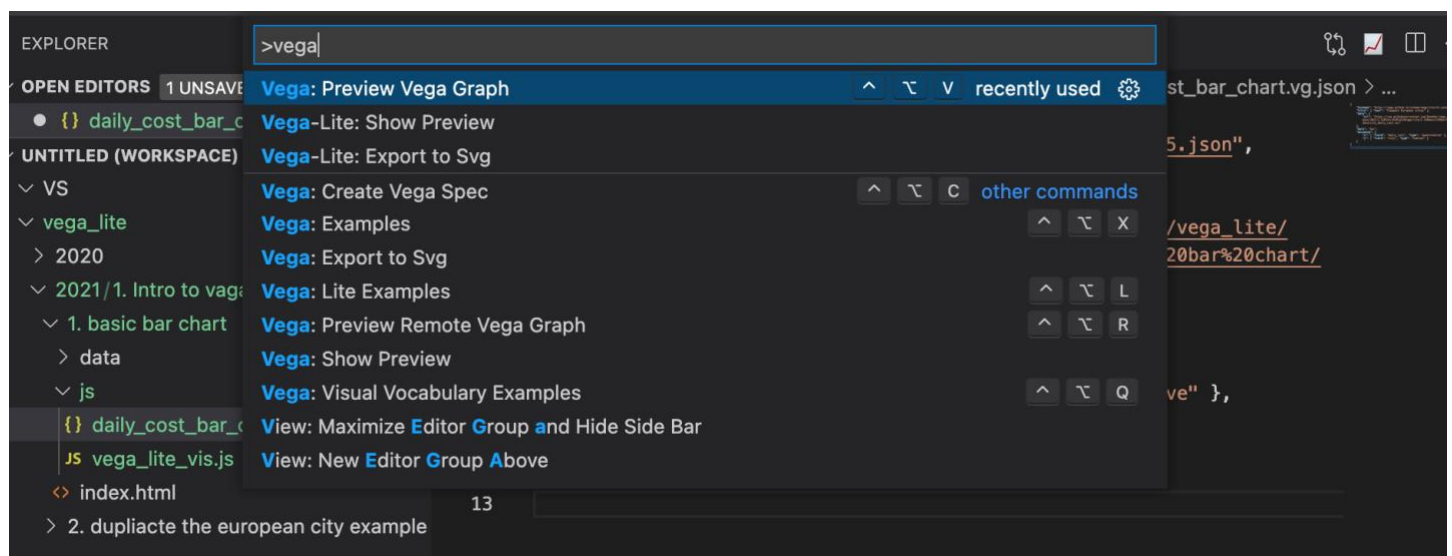 EXPLORER
OPEN EDITORS 1 UNSAVE
{} daily_cost_bar_c
UNTITLED (WORKSPACE)
VS
vega_lite
2020
2021/1. Intro to vaga
1. basic bar chart
data
js
{} daily_cost_bar_c
JS vega_lite_vis.js
<> index.html
2. dupliacte the european city example
>vega
Vega: Preview Vega Graph ^ ⌥ V recently used
Vega-Lite: Show Preview
Vega-Lite: Export to Svg
Vega: Create Vega Spec ^ ⌥ C other commands
Vega: Examples ^ ⌥ X
Vega: Export to Svg
Vega: Lite Examples ^ ⌥ L
Vega: Preview Remote Vega Graph ^ ⌥ R
Vega: Show Preview
Vega: Visual Vocabulary Examples ^ ⌥ Q
View: Maximize Editor Group and Hide Side Bar
View: New Editor Group Above
st_bar_chart.vg.json > ...
5.json",
/vega_lite/
20bar%20chart/
ve" },
13